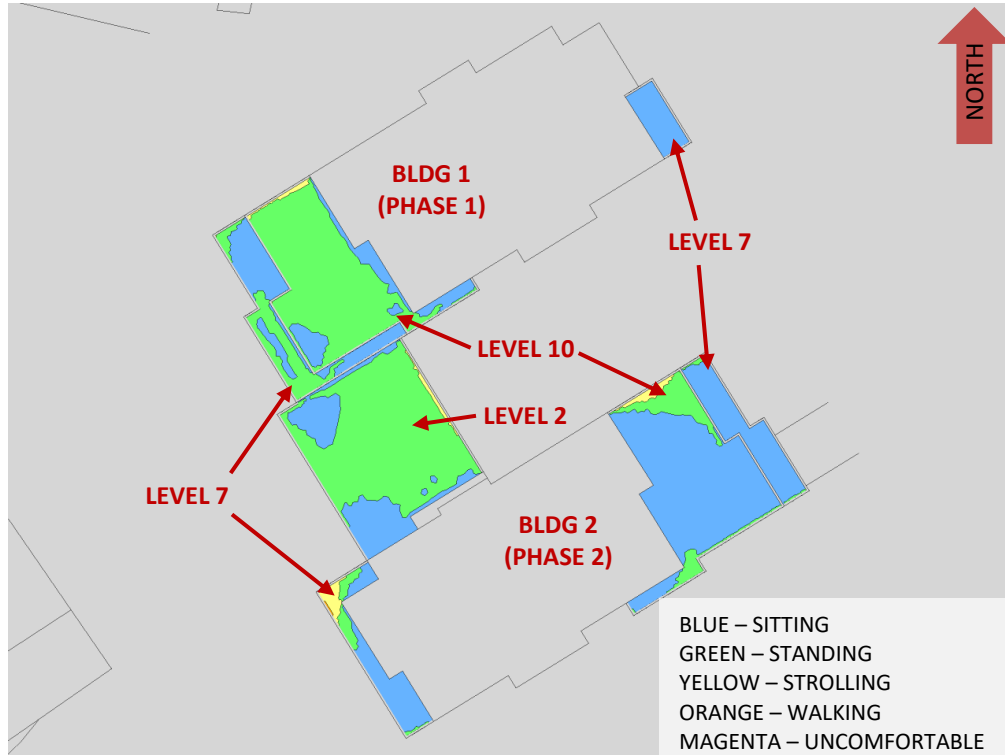 NORTH
BLDG 1
(PHASE 1)
LEVEL 7
LEVEL 10
LEVEL 2
LEVEL 7
BLDG 2
(PHASE 2)
BLUE – SITTING
GREEN – STANDING
YELLOW – STROLLING
ORANGE – WALKING
MAGENTA – UNCOMFORTABLE